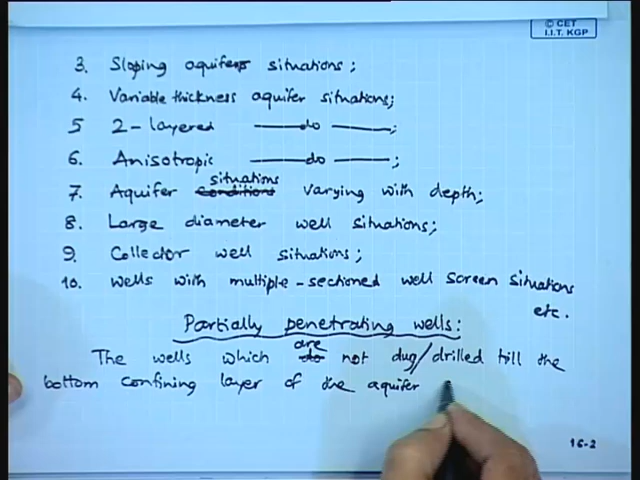 © CET
I.I.T. KGP
3. Sloping aquifers situations;
4. Variable thickness aquifer situations;
5 2-layered ——do——;
6. Anisotropic ——do——;
7. Aquifer conditions situations varying with depth;
8. Large diameter well situations;
9. Collector well situations;
10. Wells with multiple-sectioned well screen situations
etc.
Partially penetrating wells:
The wells which do are not dug/drilled till the
bottom confining layer of the aquifer
16-2